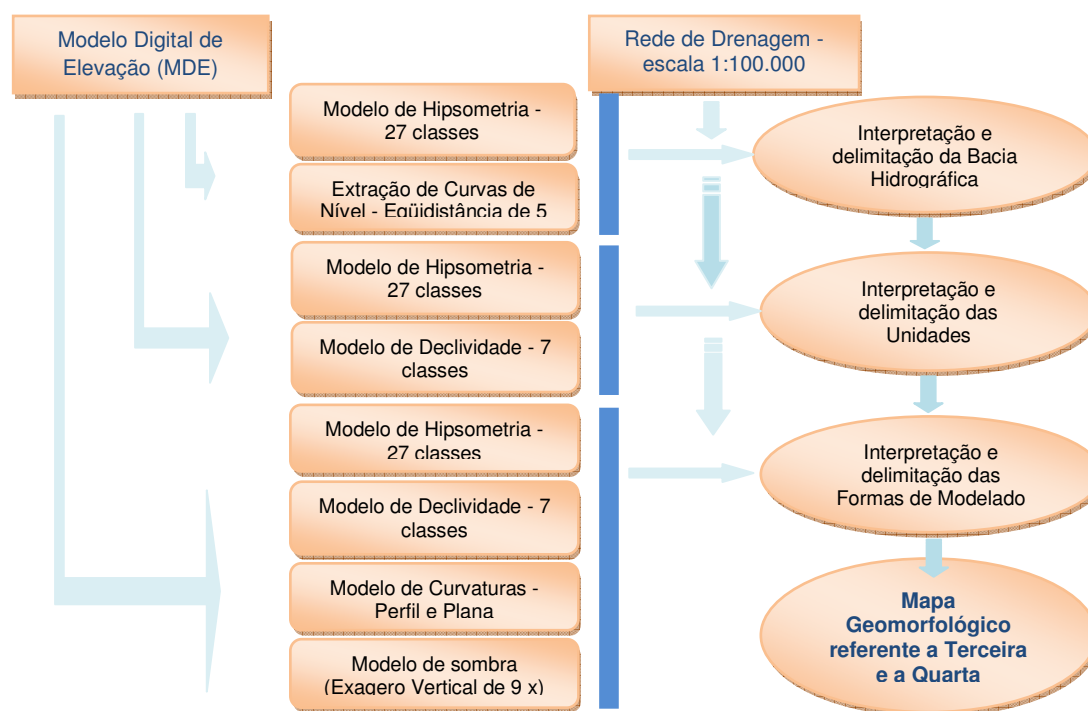 Modelo Digital de
Elevação (MDE)
Rede de Drenagem -
escala 1:100.000
Modelo de Hipsometria -
27 classes
Extração de Curvas de
Nível - Eqüidistância de 5
Modelo de Hipsometria -
27 classes
Modelo de Declividade - 7
classes
Modelo de Hipsometria -
27 classes
Modelo de Declividade - 7
classes
Modelo de Curvaturas -
Perfil e Plana
Modelo de sombra
(Exagero Vertical de 9 x)
Interpretação e
delimitação da Bacia
Hidrográfica
Interpretação e
delimitação das
Unidades
Interpretação e
delimitação das
Formas de Modelado
Mapa
Geomorfológico
referente a Terceira
e a Quarta